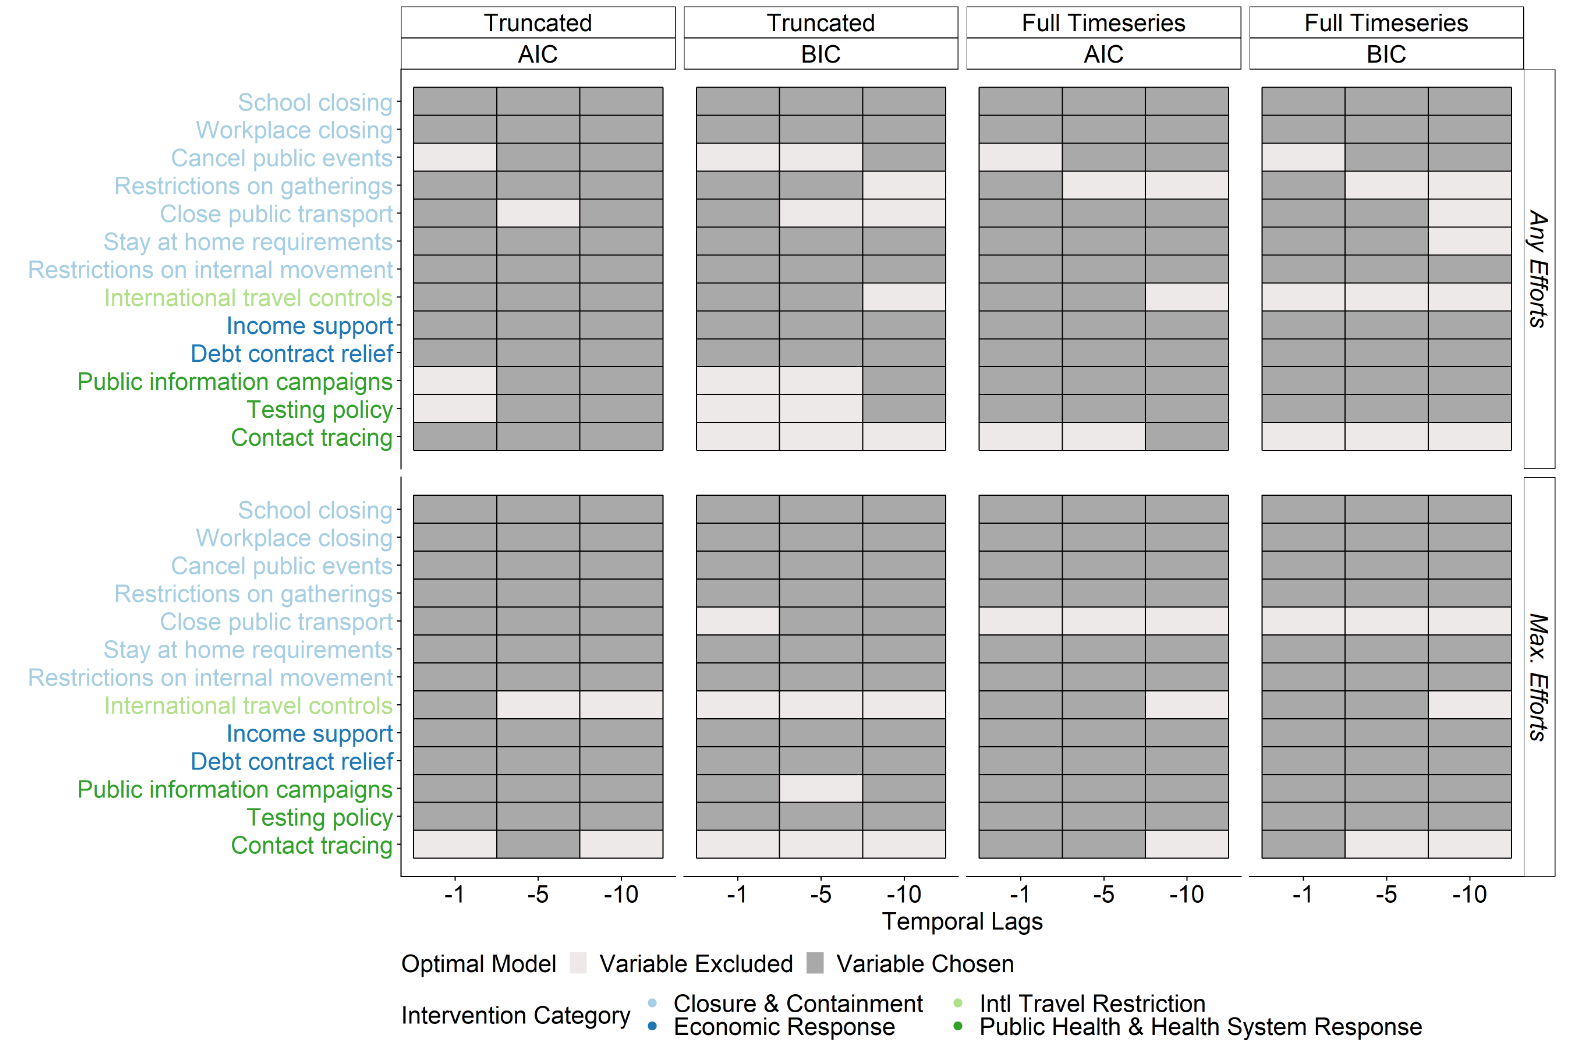 Truncated Truncated Full Timeseries Full Timeseries
AIC BIC AIC BIC
School closing
Workplace closing
Cancel public events
Restrictions on gatherings
Close public transport
Stay at home requirements
Restrictions on internal movement
International travel controls
Income support
Debt contract relief
Public information campaigns
Testing policy
Contact tracing
Any Efforts
School closing
Workplace closing
Cancel public events
Restrictions on gatherings
Close public transport
Stay at home requirements
Restrictions on internal movement
International travel controls
Income support
Debt contract relief
Public information campaigns
Testing policy
Contact tracing
Max. Efforts
-1 -5 -10 -1 -5 -10 -1 -5 -10 -1 -5 -10
Temporal Lags
Optimal Model Variable Excluded Variable Chosen
Intervention Category
Closure & Containment Intl Travel Restriction
Economic Response Public Health & Health System Response